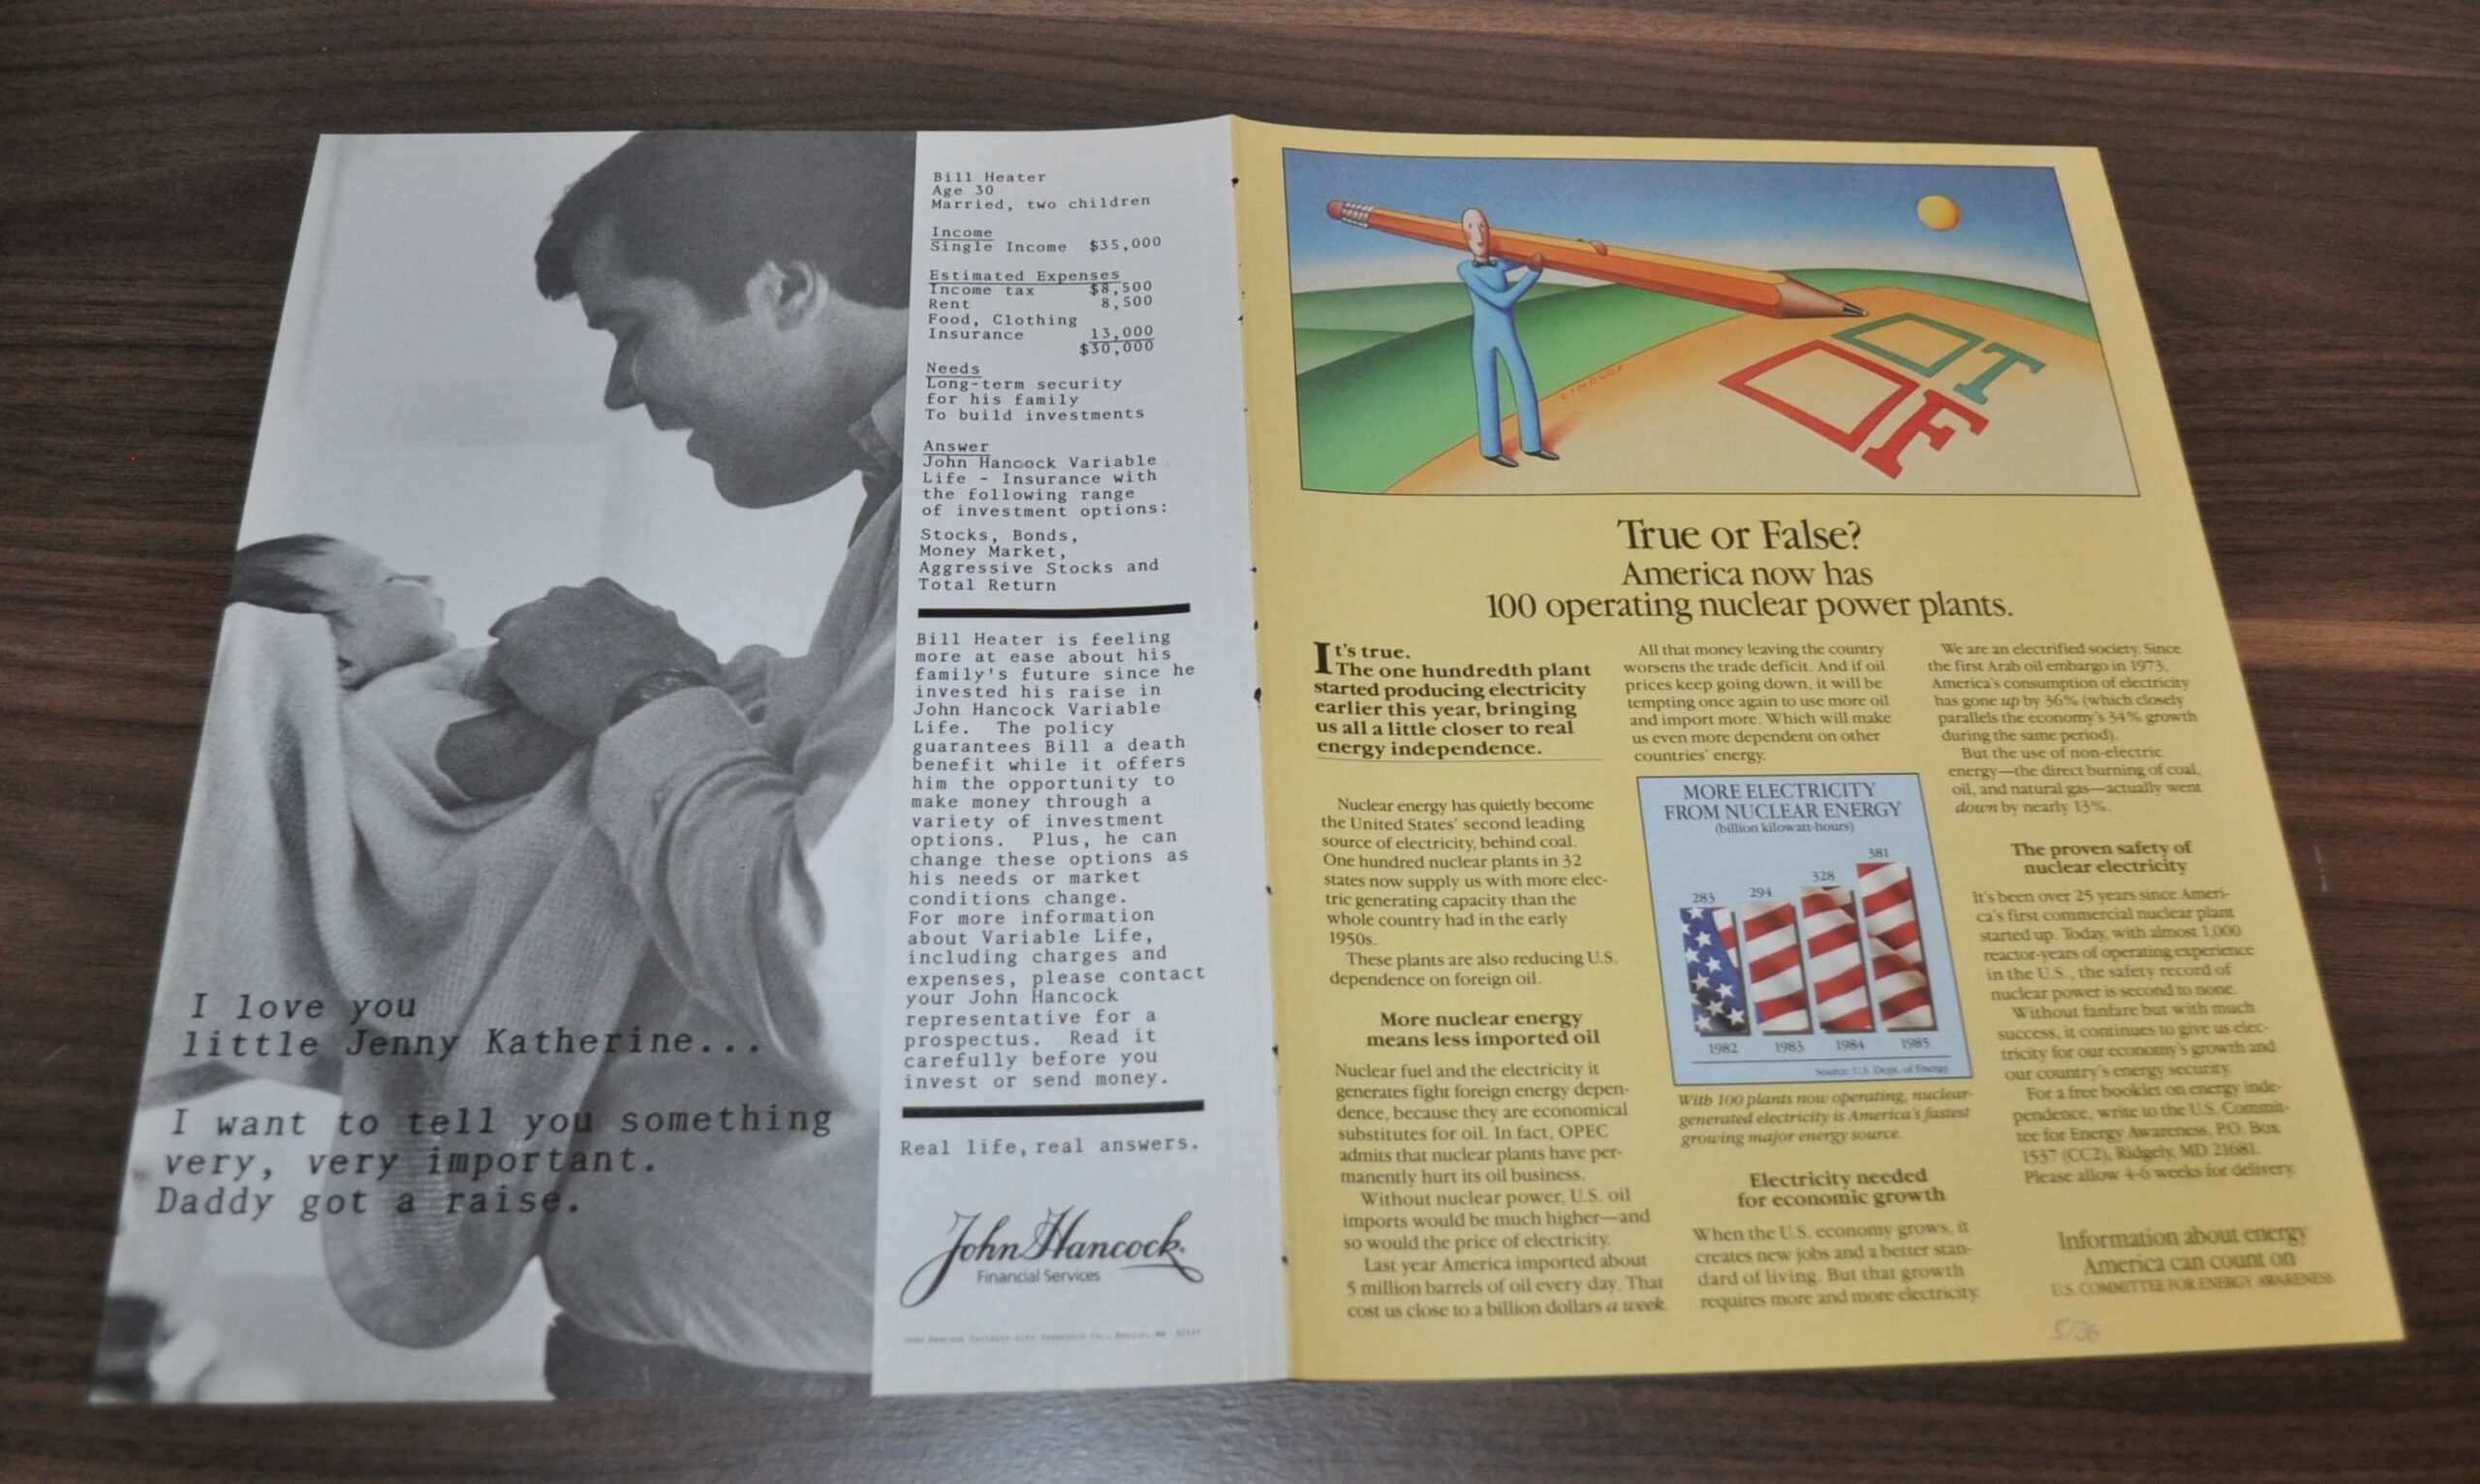 I love you
little Jenny Katherine...
I want to tell you something
very, very important.
Daddy got a raise.
Bill Heater
Age 30
Married, two children
Income
Single Income $35,000
Estimated Expenses
Income tax $8,500
Rent 8,500
Food, Clothing
Insurance 13,000
$30,000
Needs
Long-term security
for his family
To build investments
Answer
John Hancock Variable
Life - Insurance with
the following range
of investment options:
Stocks, Bonds,
Money Market,
Aggressive Stocks and
Total Return
Bill Heater is feeling
more at ease about his
family's future since he
invested his raise in
John Hancock Variable
Life. The policy
guarantees Bill a death
benefit while it offers
him the opportunity to
make money through a
variety of investment
options. Plus, he can
change these options as
his needs or market
conditions change.
For more information
about Variable Life,
including charges and
expenses, please contact
your John Hancock
representative for a
prospectus. Read it
carefully before you
invest or send money.
Real life, real answers.
John Hancock
Financial Services
LINDLOF
T
F
True or False?
America now has
100 operating nuclear power plants.
It's true.
The one hundredth plant
started producing electricity
earlier this year, bringing
us all a little closer to real
energy independence.
Nuclear energy has quietly become
the United States' second leading
source of electricity, behind coal.
One hundred nuclear plants in 32
states now supply us with more elec-
tric generating capacity than the
whole country had in the early
1950s.
These plants are also reducing U.S.
dependence on foreign oil.
More nuclear energy
means less imported oil
Nuclear fuel and the electricity it
generates fight foreign energy depen-
dence, because they are economical
substitutes for oil. In fact, OPEC
admits that nuclear plants have per-
manently hurt its oil business.
Without nuclear power, U.S. oil
imports would be much higher—and
so would the price of electricity.
Last year America imported about
5 million barrels of oil every day. That
cost us close to a billion dollars a week.
All that money leaving the country
worsens the trade deficit. And if oil
prices keep going down, it will be
tempting once again to use more oil
and import more. Which will make
us even more dependent on other
countries' energy.
MORE ELECTRICITY
FROM NUCLEAR ENERGY
(billion kilowatt-hours)
283 294 328 381
1982 1983 1984 1985
Source: U.S. Dept. of Energy
With 100 plants now operating, nuclear-
generated electricity is America's fastest
growing major energy source.
Electricity needed
for economic growth
When the U.S. economy grows, it
creates new jobs and a better stan-
dard of living. But that growth
requires more and more electricity.
We are an electrified society. Since
the first Arab oil embargo in 1973,
America's consumption of electricity
has gone up by 36% (which closely
parallels the economy's 34% growth
during the same period).
But the use of non-electric
energy—the direct burning of coal,
oil, and natural gas—actually went
down by nearly 13%.
The proven safety of
nuclear electricity
It's been over 25 years since Ameri-
ca's first commercial nuclear plant
started up. Today, with almost 1,000
reactor-years of operating experience
in the U.S., the safety record of
nuclear power is second to none.
Without fanfare but with much
success, it continues to give us elec-
tricity for our economy's growth and
our country's energy security.
For a free booklet on energy inde-
pendence, write to the U.S. Commit-
tee for Energy Awareness, P.O. Box
1537 (CC2), Ridgely, MD 21681.
Please allow 4-6 weeks for delivery.
Information about energy
America can count on
U.S. COMMITTEE FOR ENERGY AWARENESS